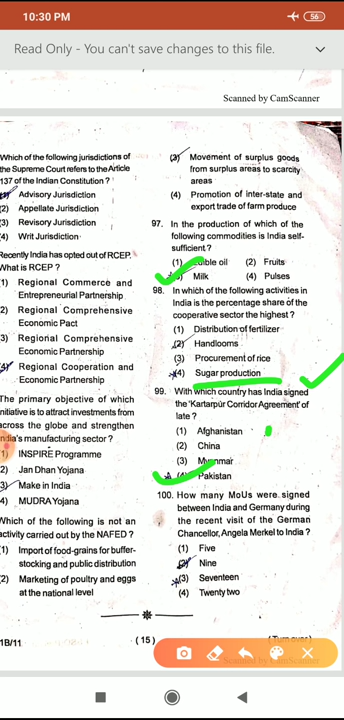 10:30 PM
56
Read Only - You can't save changes to this file.
Scanned by CamScanner
Which of the following jurisdictions of
the Supreme Court refers to the Article
137 of the Indian Constitution ?
Advisory Jurisdiction
(2) Appellate Jurisdiction
(3) Revisory Jurisdiction
(4) Writ Jurisdiction
Recently India has opted out of RCEP.
What is RCEP ?
(1) Regional Commerce and
Entrepreneurial Partnership
2) Regional Comprehensive
Economic Pact
3) Regional Comprehensive
Economic Partnership
(4) Regional Cooperation and
Economic Partnership
The primary objective of which
initiative is to attract investments from
across the globe and strengthen
India's manufacturing sector ?
1) INSPIRE Programme
2) Jan Dhan Yojana
3) Make in India
4) MUDRA Yojana
Which of the following is not an
activity carried out by the NAFED ?
(1) Import of food-grains for buffer-
stocking and public distribution
(2) Marketing of poultry and eggs
at the national level
1B/11
(3) Movement of surplus goods
from surplus areas to scarcity
areas
(4) Promotion of inter-state and
export trade of farm produce
97. In the production of which of the
following commodities is India self-
sufficient ?
(1) Edible oil (2) Fruits
Milk (4) Pulses
98. In which of the following activities in
India is the percentage share of the
cooperative sector the highest ?
(1) Distribution of fertilizer
(2) Handlooms
(3) Procurement of rice
(4) Sugar production
99. With which country has India signed
the 'Kartarpur Corridor Agreement' of
late ?
(1) Afghanistan
(2) China
(3) Myanmar
(4) Pakistan
100. How many MoUs were signed
between India and Germany during
the recent visit of the German
Chancellor, Angela Merkel to India ?
(1) Five
(2) Nine
(3) Seventeen
(4) Twenty two
(15)
(Turn over)
Scanned by CamScanner